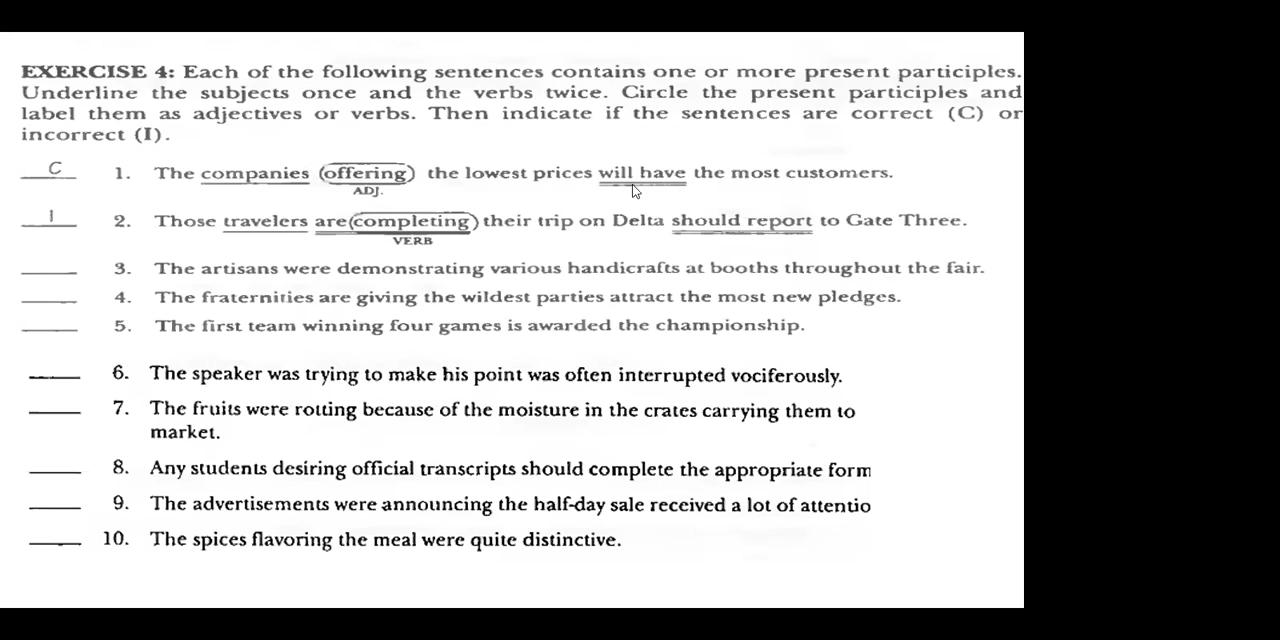 EXERCISE 4: Each of the following sentences contains one or more present participles.
Underline the subjects once and the verbs twice. Circle the present participles and
label them as adjectives or verbs. Then indicate if the sentences are correct (C) or
incorrect (I).
C 1. The companies (offering) the lowest prices will have the most customers.
ADJ.
I 2. Those travelers are (completing) their trip on Delta should report to Gate Three.
VERB
3. The artisans were demonstrating various handicrafts at booths throughout the fair.
4. The fraternities are giving the wildest parties attract the most new pledges.
5. The first team winning four games is awarded the championship.
6. The speaker was trying to make his point was often interrupted vociferously.
7. The fruits were rotting because of the moisture in the crates carrying them to
market.
8. Any students desiring official transcripts should complete the appropriate form
9. The advertisements were announcing the half-day sale received a lot of attentio
10. The spices flavoring the meal were quite distinctive.